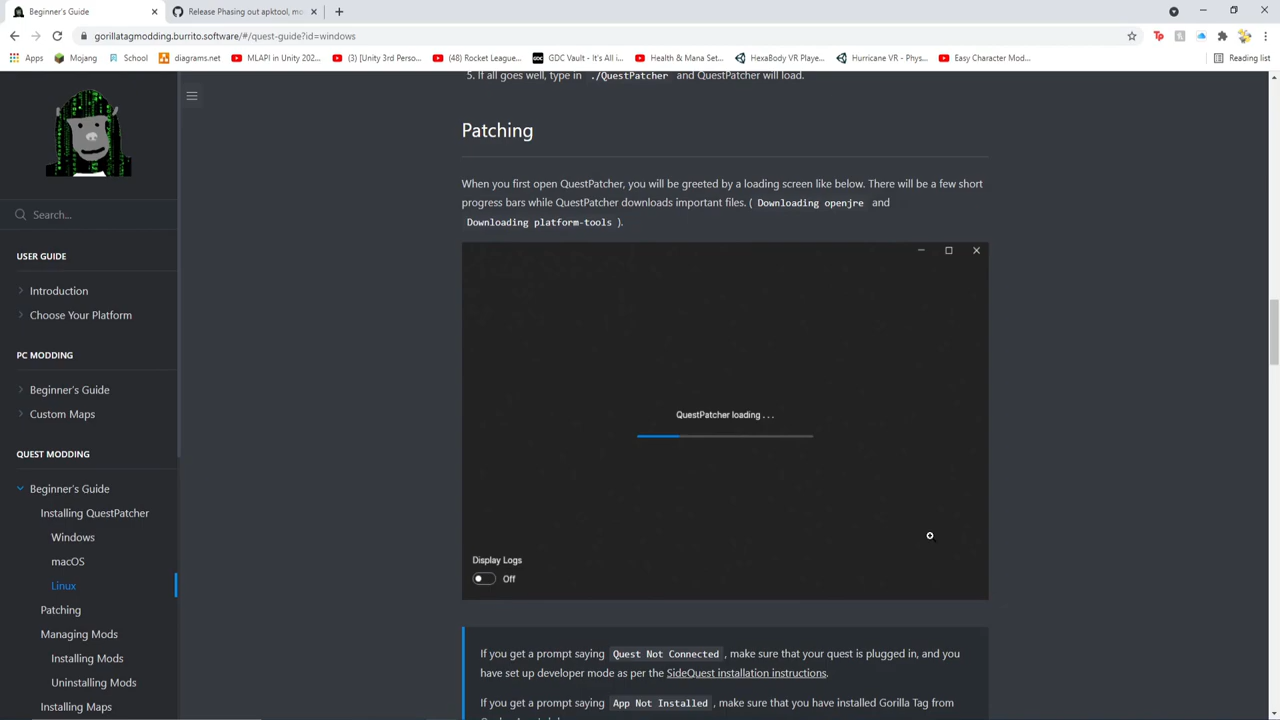 Beginner's Guide
Release Phasing out apktool, mo
gorillatagmodding.burrito.software/#/quest-guide?id=windows
Apps
Mojang
School
diagrams.net
MLAPI in Unity 202...
(3) [Unity 3rd Perso...
(48) Rocket League...
GDC Vault - It's All i...
Health & Mana Set...
HexaBody VR Playe...
Hurricane VR - Phys...
Easy Character Mod...
Reading list
5. If all goes well, type in ./QuestPatcher and QuestPatcher will load.
Search...
USER GUIDE
Introduction
Choose Your Platform
PC MODDING
Beginner's Guide
Custom Maps
QUEST MODDING
Beginner's Guide
Installing QuestPatcher
Windows
macOS
Linux
Patching
Managing Mods
Installing Mods
Uninstalling Mods
Installing Maps
Patching
When you first open QuestPatcher, you will be greeted by a loading screen like below. There will be a few short
progress bars while QuestPatcher downloads important files. ( Downloading openjre and
Downloading platform-tools ).
QuestPatcher loading . . .
Display Logs
Off
If you get a prompt saying Quest Not Connected , make sure that your quest is plugged in, and you
have set up developer mode as per the SideQuest installation instructions.
If you get a prompt saying App Not Installed , make sure that you have installed Gorilla Tag from